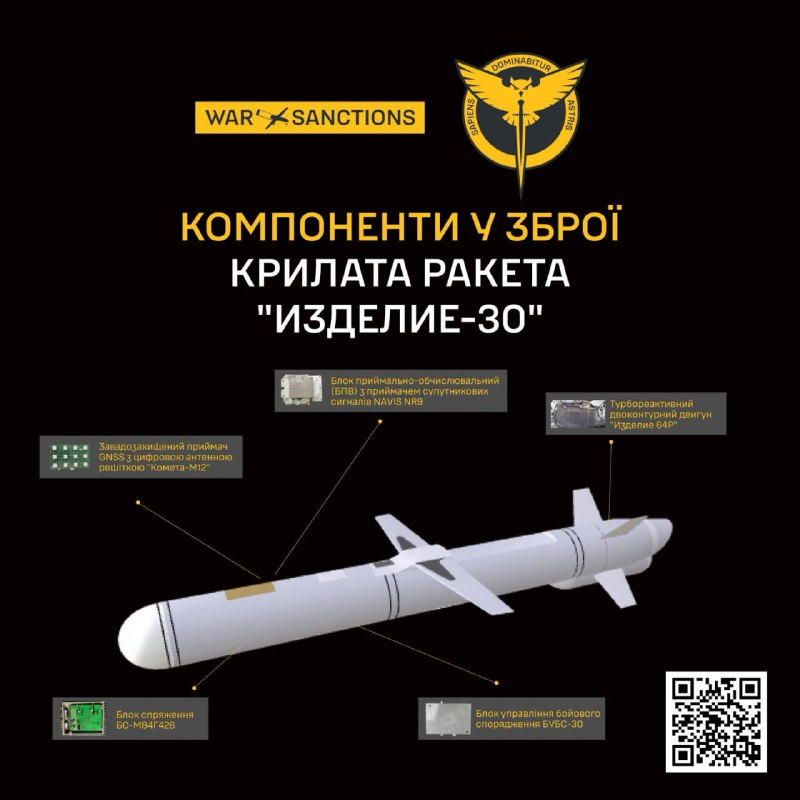 WAR SANCTIONS
SAPIENS DOMINABITUR ASTRIS
КОМПОНЕНТИ У ЗБРОЇ
КРИЛАТА РАКЕТА
"ИЗДЕЛИЕ-30"
Блок приймально-обчислювальний
(БПВ) з приймачем супутникових
сигналів NAVIS NR9
Турбореактивний
двоконтурний двигун
"Изделие 64Р"
Завадозахищений приймач
GNSS з цифровою антенною
решіткою "Комета-М12"
Блок спряження
БС-М84Г426
Блок управління бойового
спорядження БУБС-30